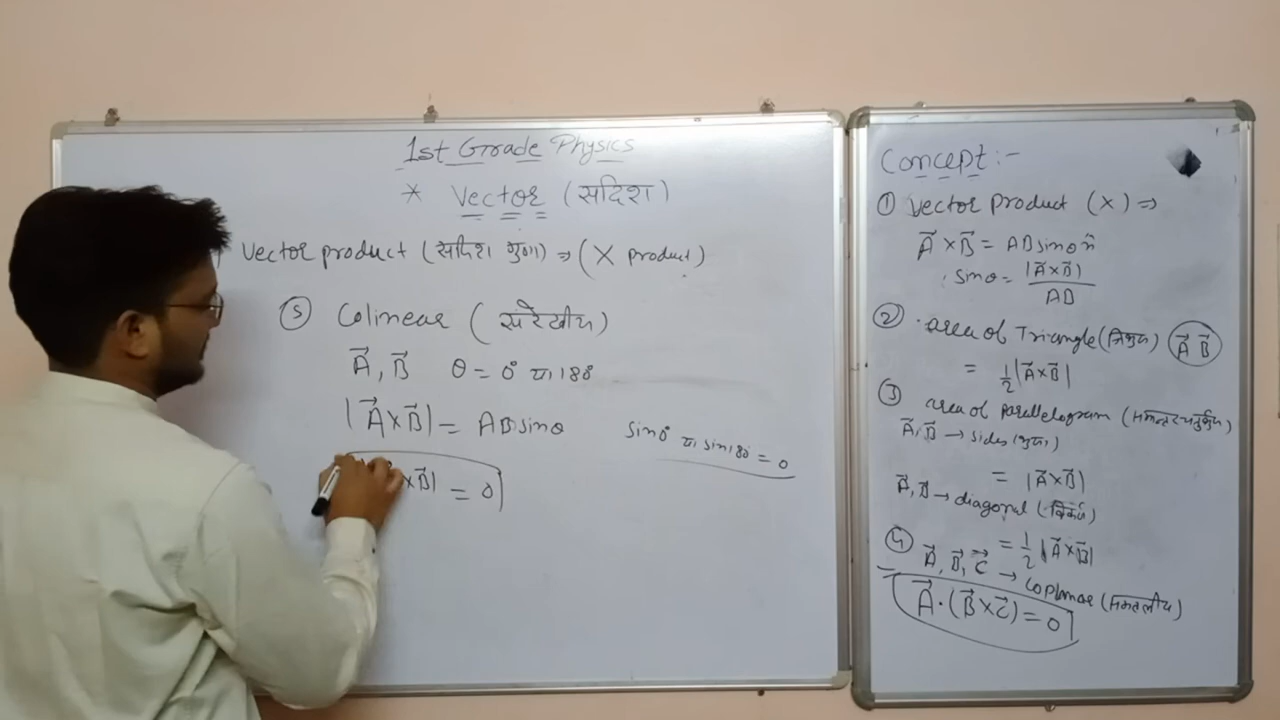 1st Grade Physics
* Vector (सदिश)
Vector product (सदिश गुणा) ⇒ (X product)
⑤ Colinear (संरेखीय)
A⃗, B⃗ θ = 0° या 180°
|A⃗×B⃗| = AB sinθ
sin0° या sin180° = 0
×B⃗| = 0
Concept :-
① Vector Product (×) ⇒
A⃗×B⃗ = AB sinθ n̂
sinθ = |A⃗×B⃗| / AB
② area of Triangle (त्रिभुज) A⃗ B⃗
= 1/2 |A⃗×B⃗|
③ area of Parallelogram (समान्तर चतुर्भुज)
A⃗, B⃗ → sides (भुजा)
= |A⃗×B⃗|
A⃗, B⃗ → diagonal (विकर्ण)
= 1/2 |A⃗×B⃗|
④ A⃗, B⃗, C⃗ → Coplanar (समतलीय)
A⃗·(B⃗×C⃗) = 0